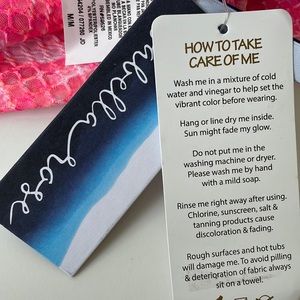 M/M
abella rose
HOW TO TAKE
CARE OF ME
Wash me in a mixture of cold
water and vinegar to help set the
vibrant color before wearing.
Hang or line dry me inside.
Sun might fade my glow.
Do not put me in the
washing machine or dryer.
Please wash me by hand
with a mild soap.
Rinse me right away after using.
Chlorine, sunscreen, salt &
tanning products cause
discoloration & fading.
Rough surfaces and hot tubs
will damage me. To avoid pilling
& deterioration of fabric always
sit on a towel.